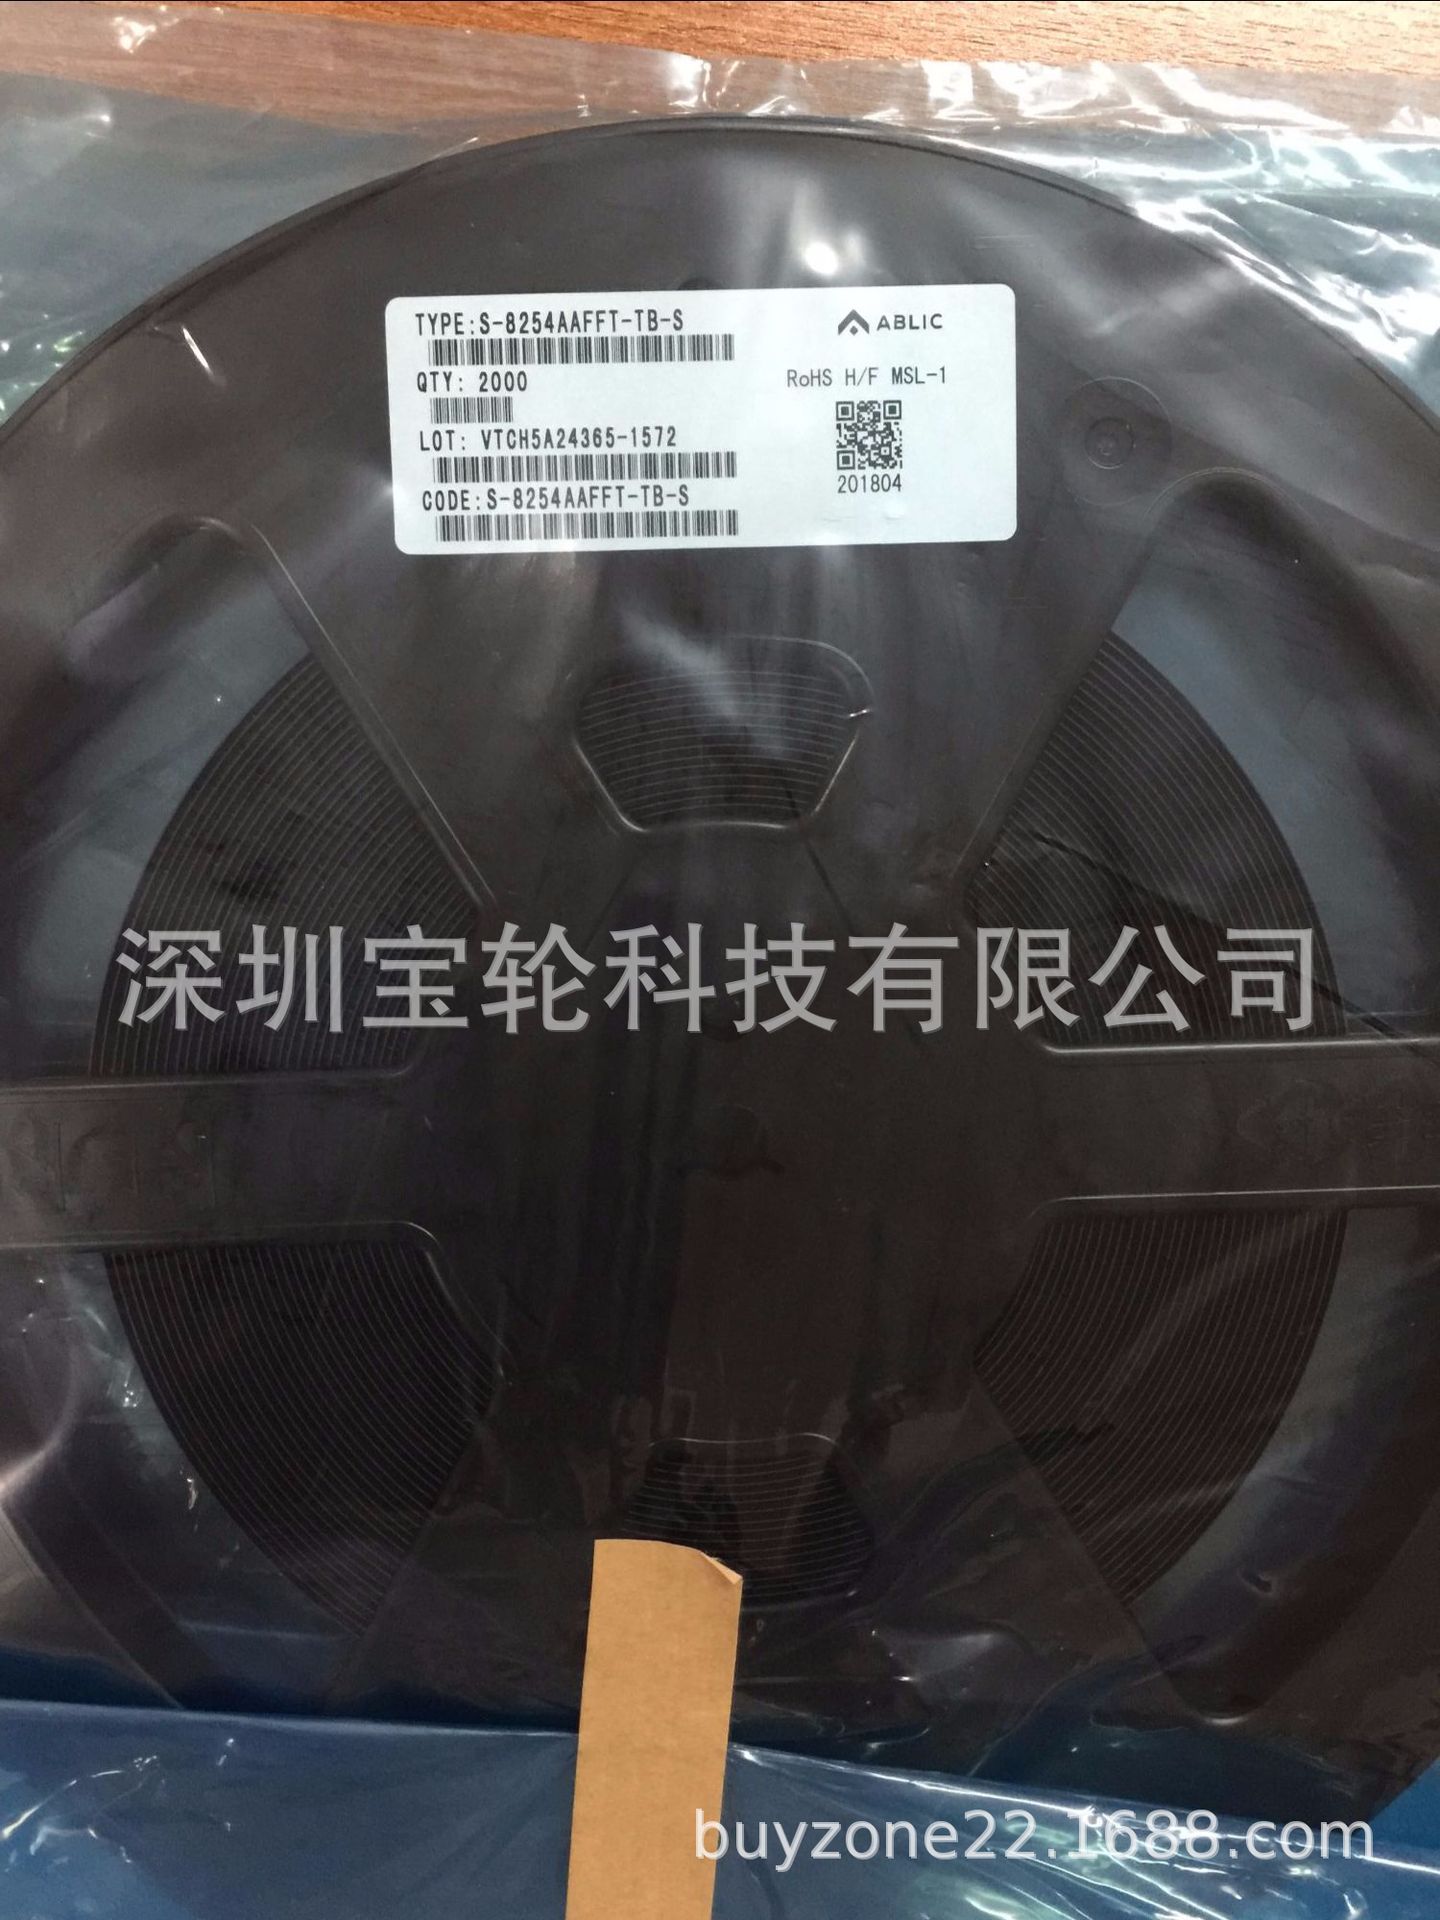 TYPE:S-8254AAFFT-TB-S
ABLIC
QTY: 2000
RoHS H/F MSL-1
LOT: VTCH5A24365-1572
201804
CODE:S-8254AAFFT-TB-S
深圳宝轮科技有限公司
buyzone22.1688.com